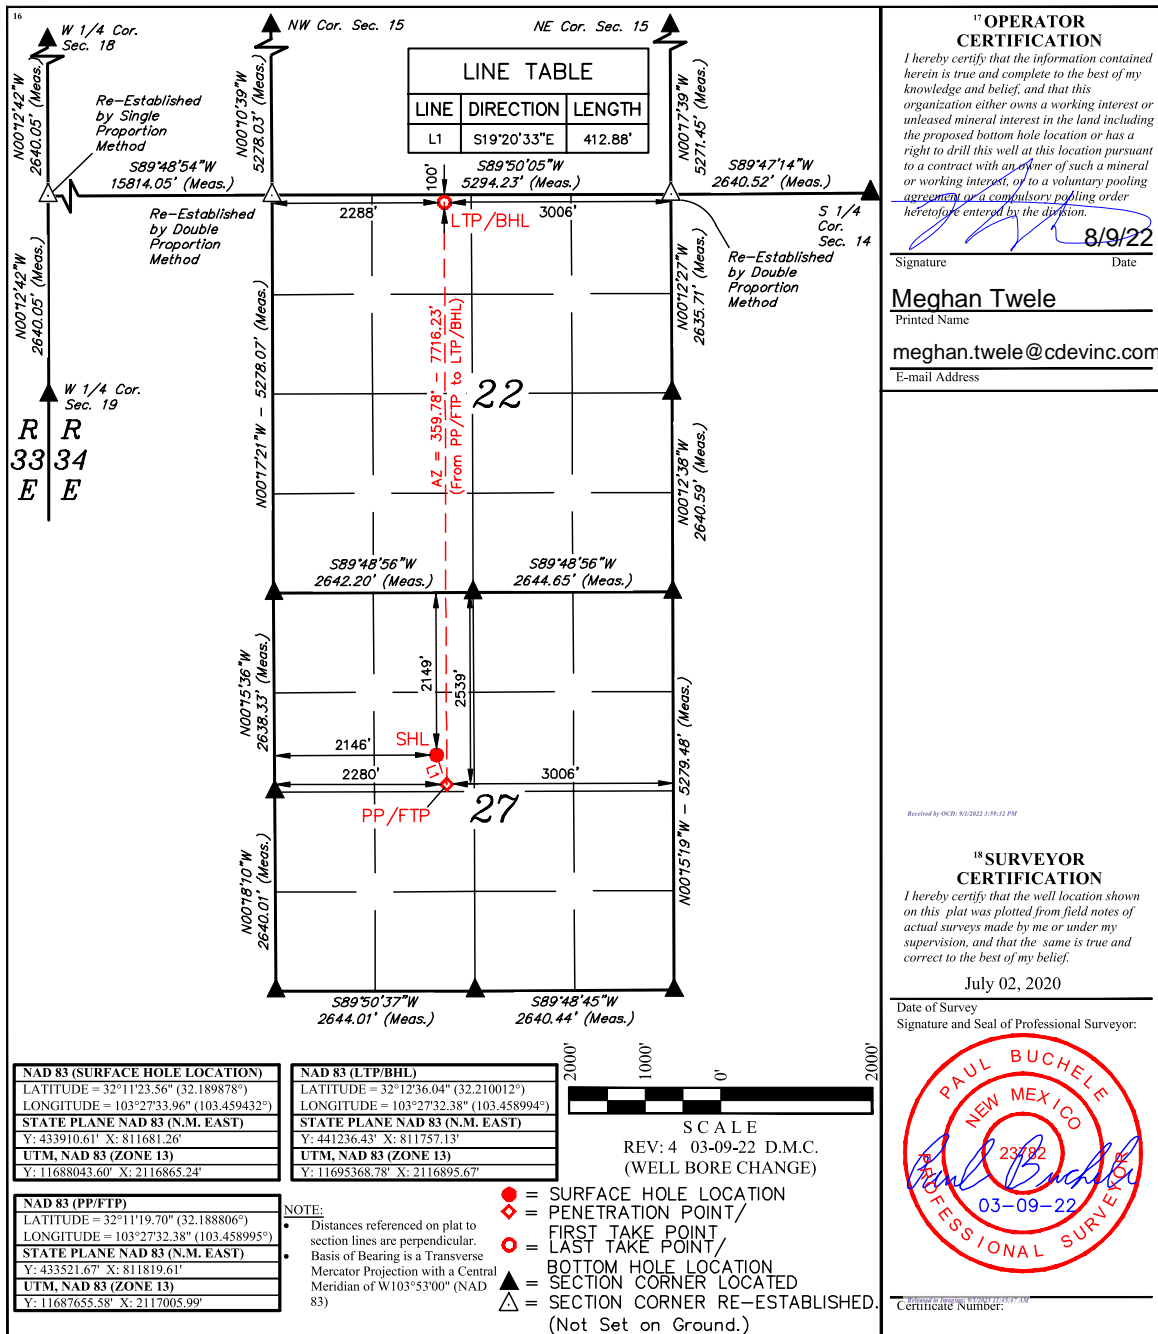 16
W 1/4 Cor.
Sec. 18
NW Cor. Sec. 15
NE Cor. Sec. 15
LINE TABLE
LINE DIRECTION LENGTH
L1 S19°20'33"E 412.88'
N00°12'42"W
2640.05' (Meas.)
Re-Established
by Single
Proportion
Method
N00°10'39"W
5278.03' (Meas.)
N00°17'39"W
5271.45' (Meas.)
S89°48'54"W
15814.05' (Meas.)
100'
S89°50'05"W
5294.23' (Meas.)
S89°47'14"W
2640.52' (Meas.)
Re-Established
by Double
Proportion
Method
2288'
LTP/BHL
3006'
S 1/4
Cor.
Sec. 14
Re-Established
by Double
Proportion
Method
N00°12'42"W
2640.05' (Meas.)
N00°12'27"W
2635.71' (Meas.)
N00°17'21"W - 5278.07' (Meas.)
AZ = 359.78° - 7716.23'
(From PP/FTP to LTP/BHL)
22
W 1/4 Cor.
Sec. 19
R R
33 34
E E
N00°12'38"W
2640.59' (Meas.)
S89°48'56"W
2642.20' (Meas.)
S89°48'56"W
2644.65' (Meas.)
N00°15'36"W
2638.33' (Meas.)
2149'
2539'
N00°15'19"W - 5279.48' (Meas.)
2146'
SHL
L1
2280'
3006'
PP/FTP
27
N00°18'10"W
2640.01' (Meas.)
S89°50'37"W
2644.01' (Meas.)
S89°48'45"W
2640.44' (Meas.)
NAD 83 (SURFACE HOLE LOCATION)
LATITUDE = 32°11'23.56" (32.189878°)
LONGITUDE = 103°27'33.96" (103.459432°)
STATE PLANE NAD 83 (N.M. EAST)
Y: 433910.61' X: 811681.26'
UTM, NAD 83 (ZONE 13)
Y: 11688043.60' X: 2116865.24'
NAD 83 (LTP/BHL)
LATITUDE = 32°12'36.04" (32.210012°)
LONGITUDE = 103°27'32.38" (103.458994°)
STATE PLANE NAD 83 (N.M. EAST)
Y: 441236.43' X: 811757.13'
UTM, NAD 83 (ZONE 13)
Y: 11695368.78' X: 2116895.67'
NAD 83 (PP/FTP)
LATITUDE = 32°11'19.70" (32.188806°)
LONGITUDE = 103°27'32.38" (103.458995°)
STATE PLANE NAD 83 (N.M. EAST)
Y: 433521.67' X: 811819.61'
UTM, NAD 83 (ZONE 13)
Y: 11687655.58' X: 2117005.99'
NOTE:
• Distances referenced on plat to
section lines are perpendicular.
• Basis of Bearing is a Transverse
Mercator Projection with a Central
Meridian of W103°53'00" (NAD
83)
2000' 1000' 0' 2000'
SCALE
REV: 4 03-09-22 D.M.C.
(WELL BORE CHANGE)
= SURFACE HOLE LOCATION
= PENETRATION POINT/
FIRST TAKE POINT
= LAST TAKE POINT/
BOTTOM HOLE LOCATION
= SECTION CORNER LOCATED
= SECTION CORNER RE-ESTABLISHED.
(Not Set on Ground.)
17 OPERATOR
CERTIFICATION
I hereby certify that the information contained
herein is true and complete to the best of my
knowledge and belief, and that this
organization either owns a working interest or
unleased mineral interest in the land including
the proposed bottom hole location or has a
right to drill this well at this location pursuant
to a contract with an owner of such a mineral
or working interest, or to a voluntary pooling
agreement or a compulsory pooling order
heretofore entered by the division.
8/9/22
Signature Date
Meghan Twele
Printed Name
meghan.twele@cdevinc.com
E-mail Address
Received by OCD: 9/1/2022 3:59:32 PM
18 SURVEYOR
CERTIFICATION
I hereby certify that the well location shown
on this plat was plotted from field notes of
actual surveys made by me or under my
supervision, and that the same is true and
correct to the best of my belief.
July 02, 2020
Date of Survey
Signature and Seal of Professional Surveyor:
PAUL BUCHELE
NEW MEXICO
23782
Paul Buchele
03-09-22
PROFESSIONAL SURVEYOR
Released to Imaging: 9/5/2025 11:45:47 AM
Certificate Number: